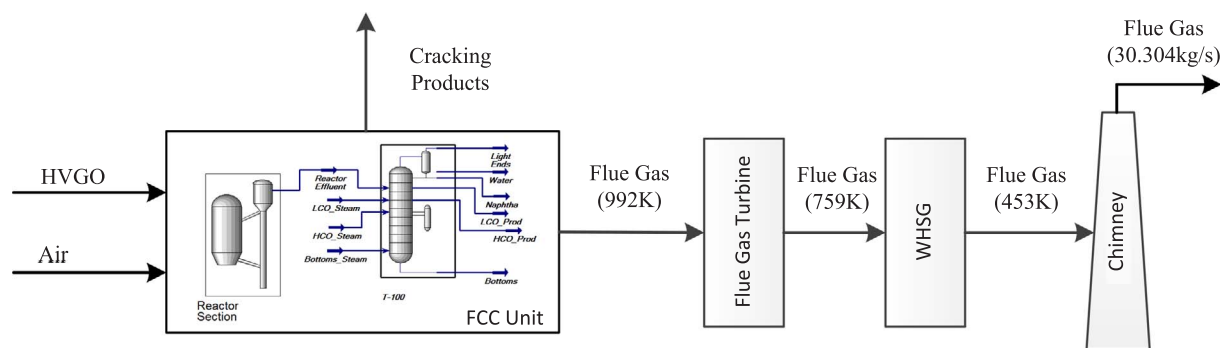 Flue Gas
(30.304kg/s)
Cracking
Products
HVGO
Air
Reactor
Effluent
LCO_Steam
HCO_Steam
Bottoms_Steam
Light
Ends
Water
Naphtha
LCO_Prod
HCO_Prod
Bottoms
T-100
Reactor
Section
FCC Unit
Flue Gas
(992K)
Flue Gas Turbine
Flue Gas
(759K)
WHSG
Flue Gas
(453K)
Chimney